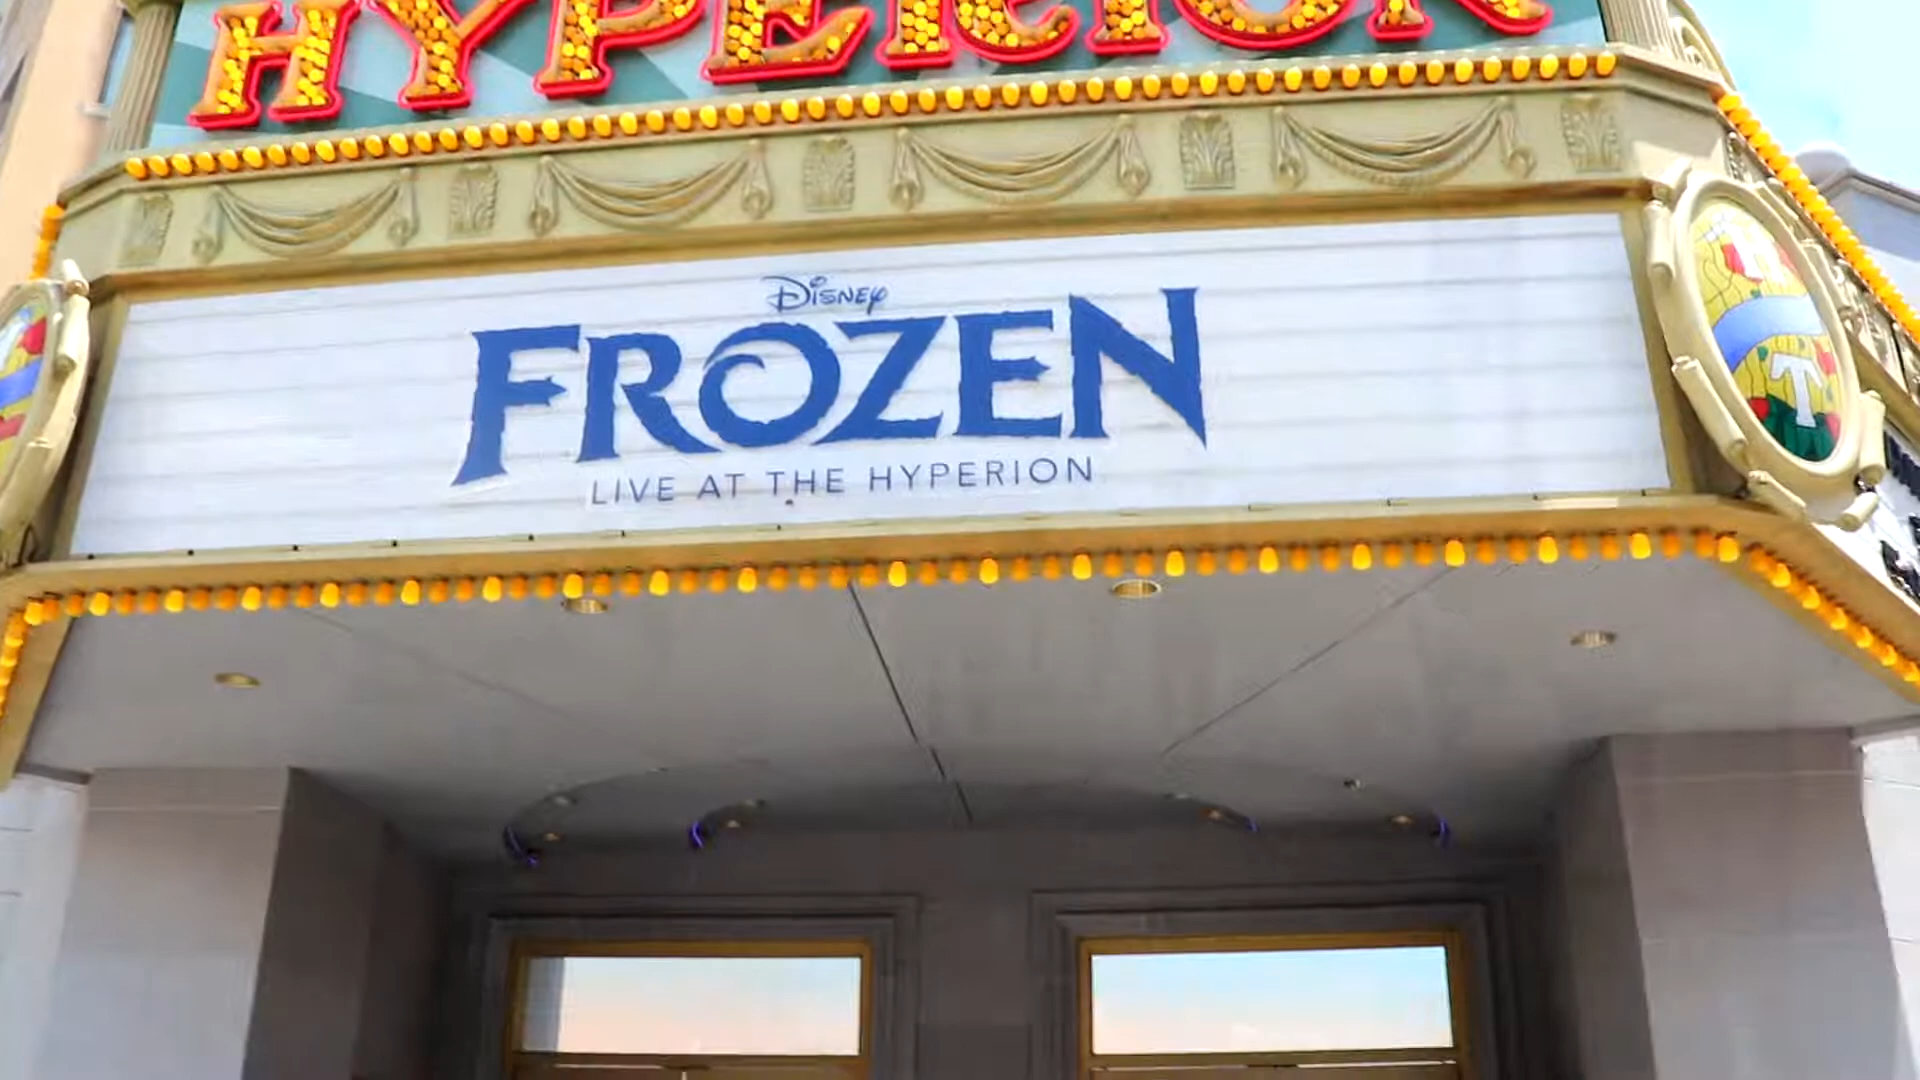 HYPERION
DISNEY
FROZEN
LIVE AT THE HYPERION
T